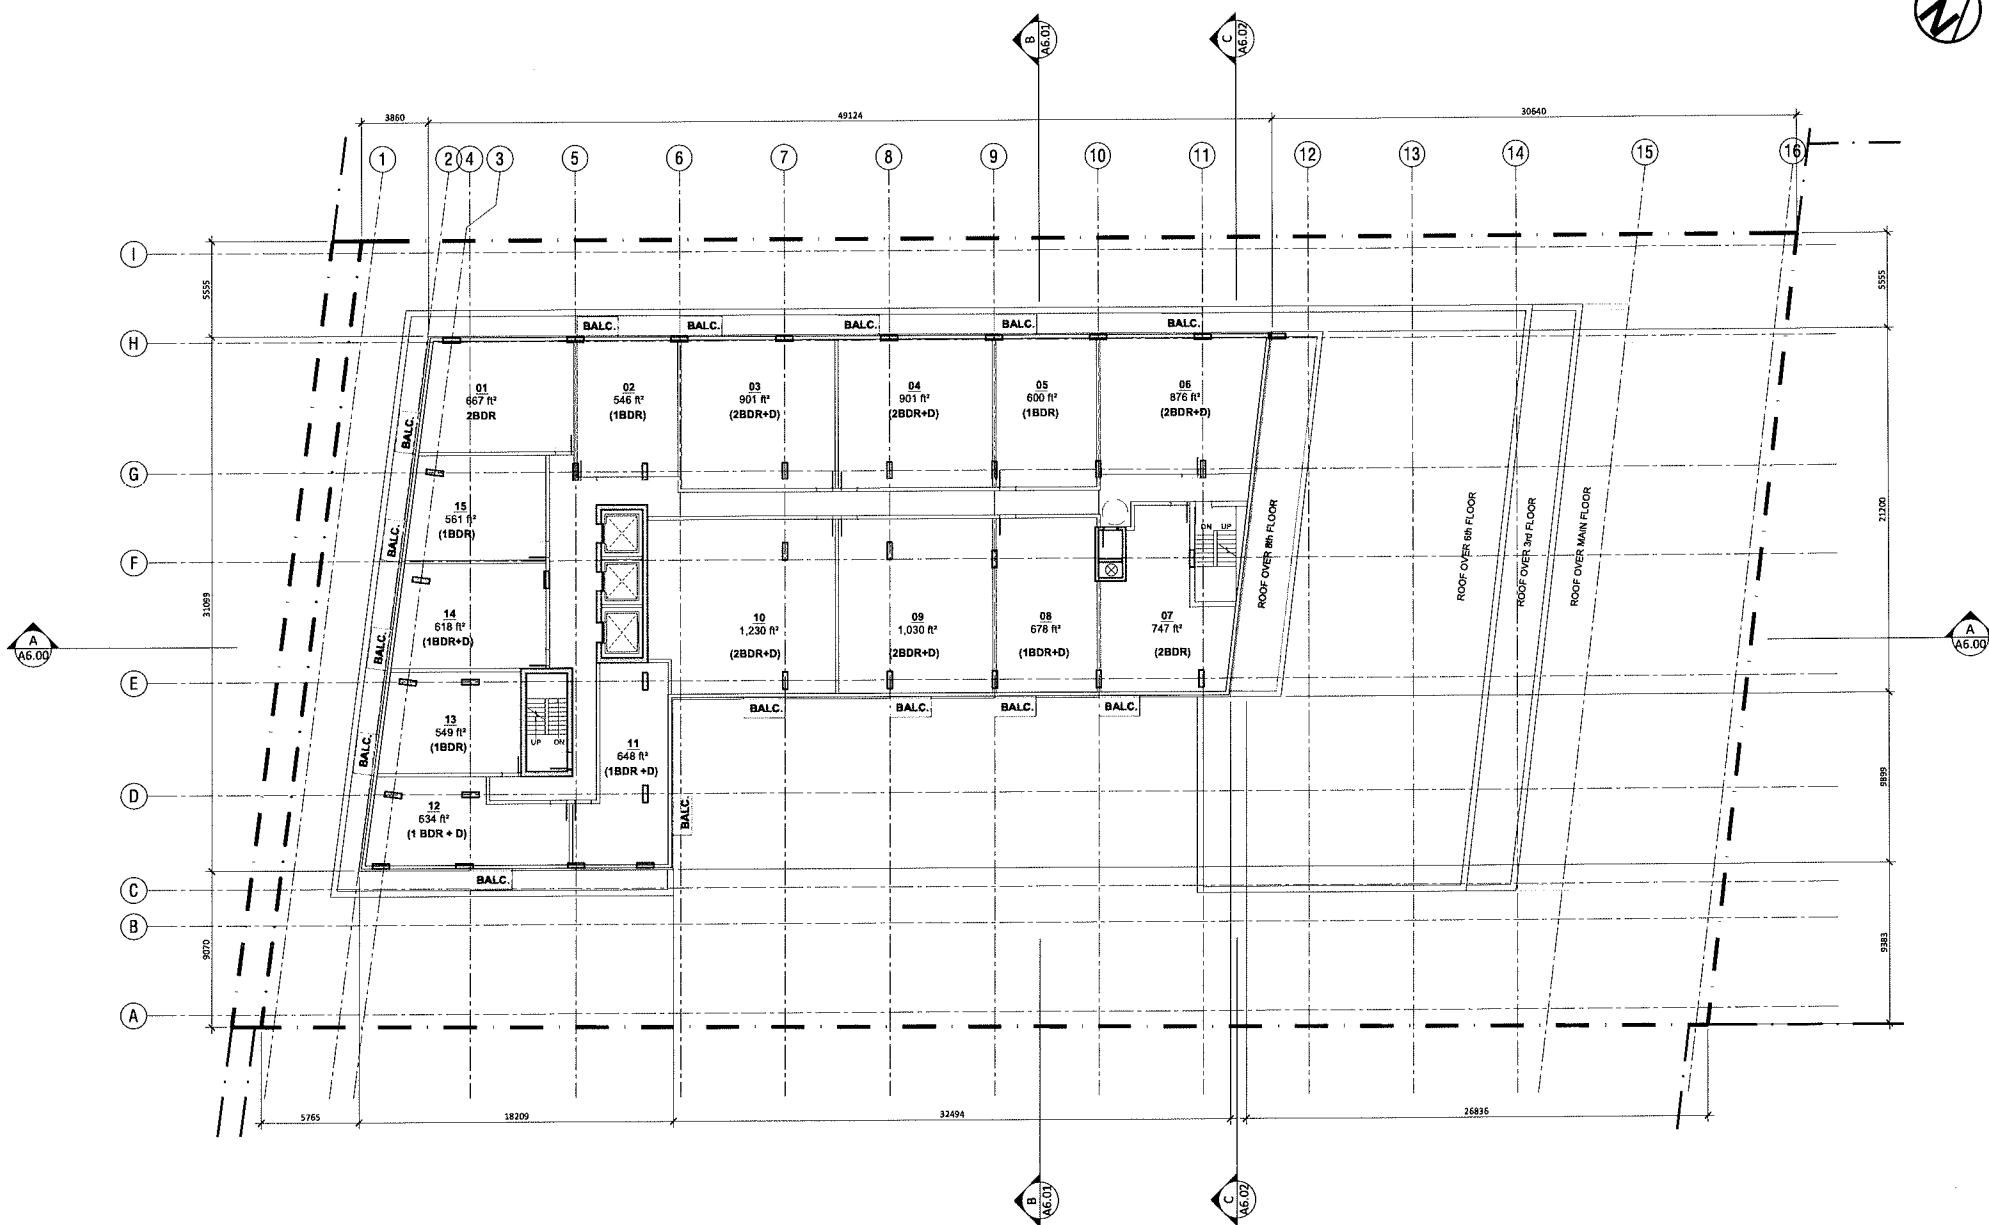 N
B
A6.01
C
A6.02
3860
49124
30640
1
2
4
3
5
6
7
8
9
10
11
12
13
14
15
16
I
5555
5555
BALC.
BALC.
BALC.
BALC.
BALC.
H
01
667 ft²
2BDR
02
546 ft²
(1BDR)
03
901 ft²
(2BDR+D)
04
901 ft²
(2BDR+D)
05
600 ft²
(1BDR)
06
876 ft²
(2BDR+D)
BALC.
G
15
561 ft²
(1BDR)
BALC.
ROOF OVER 8th FLOOR
ROOF OVER 6th FLOOR
ROOF OVER 3rd FLOOR
ROOF OVER MAIN FLOOR
21200
DN UP
F
31099
14
618 ft²
(1BDR+D)
BALC.
10
1,230 ft²
(2BDR+D)
09
1,030 ft²
(2BDR+D)
08
678 ft²
(1BDR+D)
07
747 ft²
(2BDR)
A
A6.00
A
A6.00
E
BALC.
BALC.
BALC.
BALC.
13
549 ft²
(1BDR)
BALC.
UP DN
11
648 ft²
(1BDR +D)
9899
D
12
634 ft²
(1 BDR + D)
BALC.
BALC.
C
B
9070
9383
A
5765
18209
32494
26836
B
A6.01
C
A6.02